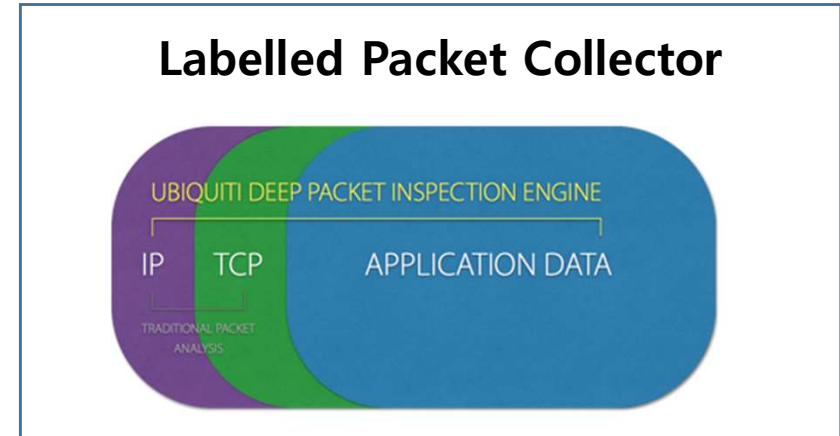 Labelled Packet Collector
UBIQUITI DEEP PACKET INSPECTION ENGINE
IP TCP APPLICATION DATA
TRADITIONAL PACKET
ANALYSIS